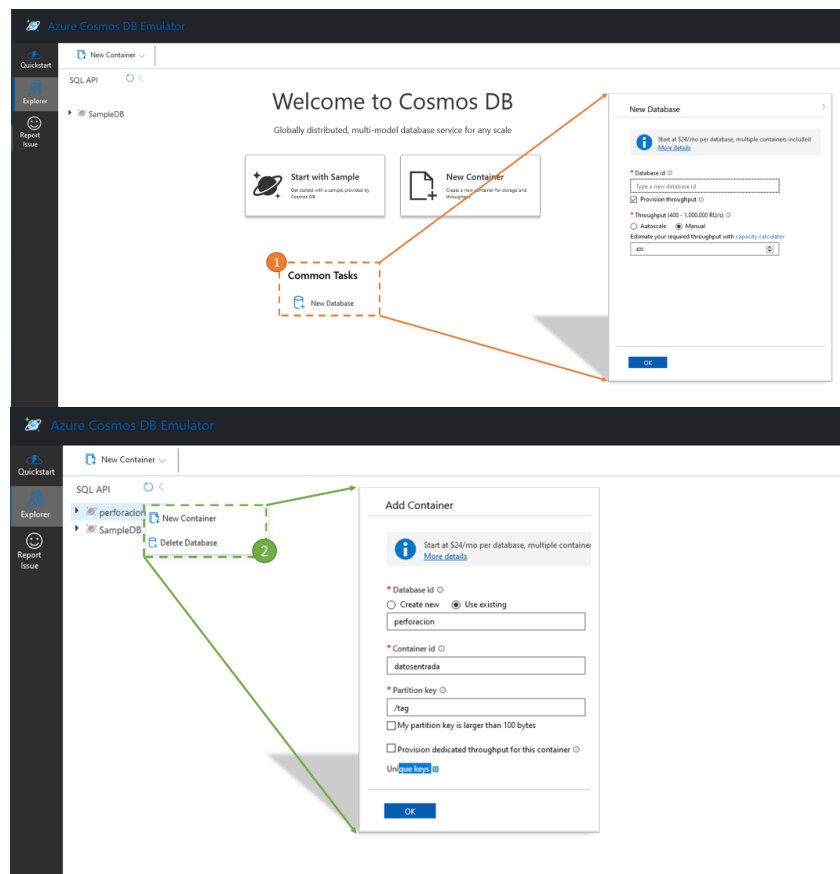 Azure Cosmos DB Emulator
Quickstart
Explorer
Report
Issue
New Container
SQL API
SampleDB
Welcome to Cosmos DB
Globally distributed, multi-model database service for any scale
Start with Sample
Get started with a sample provided by
Cosmos DB
New Container
Create a new container for storage and
throughput
1
Common Tasks
New Database
New Database
Start at $24/mo per database, multiple containers included
More details
* Database id
Type a new database id
Provision throughput
* Throughput (400 - 1,000,000 RU/s)
Autoscale Manual
Estimate your required throughput with capacity calculator
400
OK
Azure Cosmos DB Emulator
Quickstart
Explorer
Report
Issue
New Container
SQL API
perforacion
SampleDB
New Container
Delete Database
2
Add Container
Start at $24/mo per database, multiple container
More details
* Database id
Create new Use existing
perforacion
* Container id
datosentrada
* Partition key
/tag
My partition key is larger than 100 bytes
Provision dedicated throughput for this container
Unique keys
OK